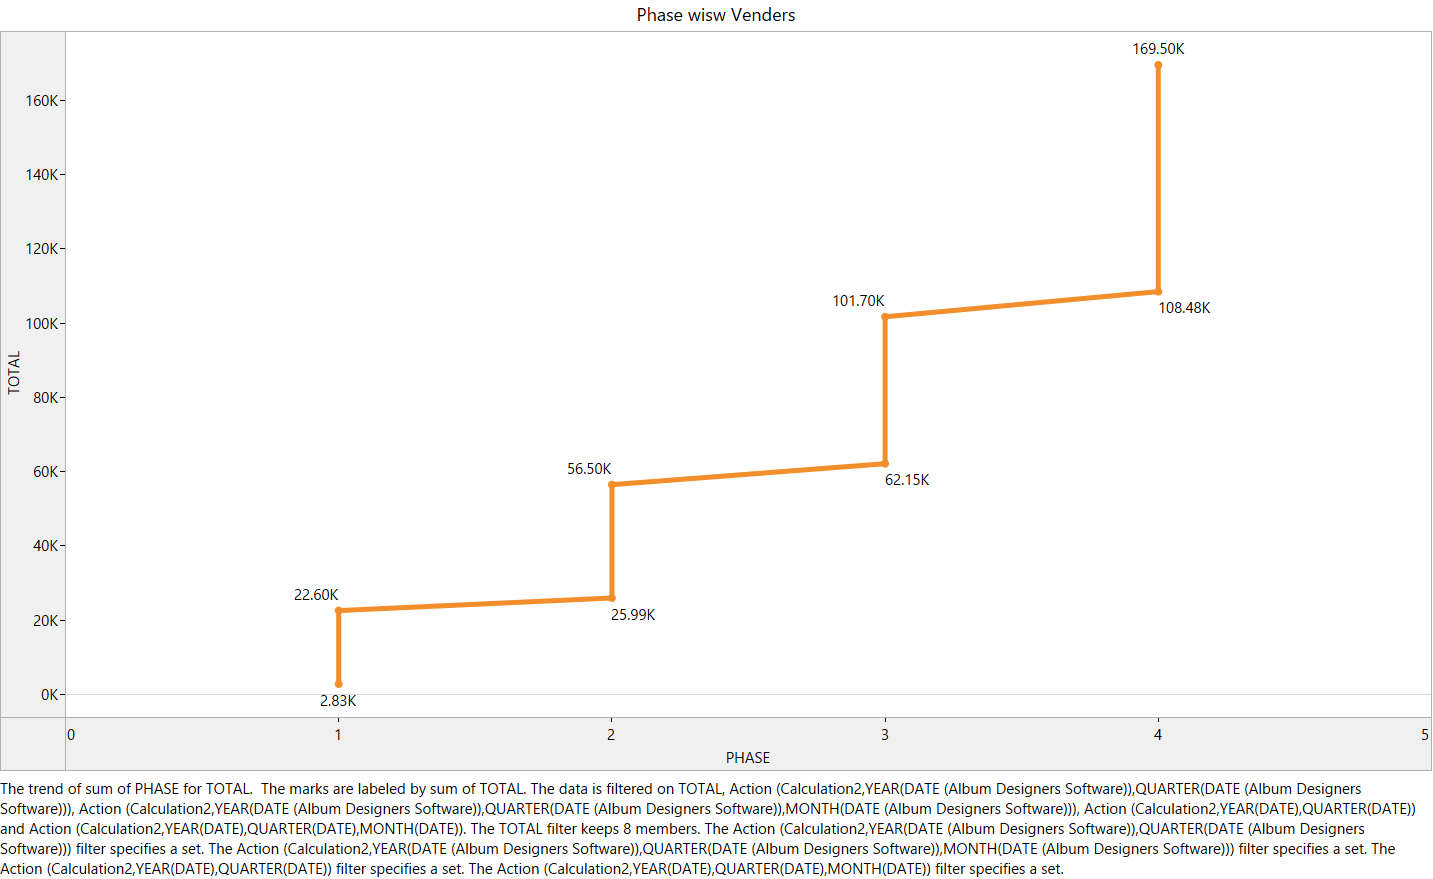 Phase wisw Venders
169.50K
160K
140K
120K
101.70K
108.48K
100K
TOTAL
80K
56.50K
62.15K
60K
40K
22.60K
25.99K
20K
2.83K
0K
0 1 2 3 4 5
PHASE
The trend of sum of PHASE for TOTAL.  The marks are labeled by sum of TOTAL. The data is filtered on TOTAL, Action (Calculation2,YEAR(DATE (Album Designers Software)),QUARTER(DATE (Album Designers
Software))), Action (Calculation2,YEAR(DATE (Album Designers Software)),QUARTER(DATE (Album Designers Software)),MONTH(DATE (Album Designers Software))), Action (Calculation2,YEAR(DATE),QUARTER(DATE))
and Action (Calculation2,YEAR(DATE),QUARTER(DATE),MONTH(DATE)). The TOTAL filter keeps 8 members. The Action (Calculation2,YEAR(DATE (Album Designers Software)),QUARTER(DATE (Album Designers
Software))) filter specifies a set. The Action (Calculation2,YEAR(DATE (Album Designers Software)),QUARTER(DATE (Album Designers Software)),MONTH(DATE (Album Designers Software))) filter specifies a set. The
Action (Calculation2,YEAR(DATE),QUARTER(DATE)) filter specifies a set. The Action (Calculation2,YEAR(DATE),QUARTER(DATE),MONTH(DATE)) filter specifies a set.